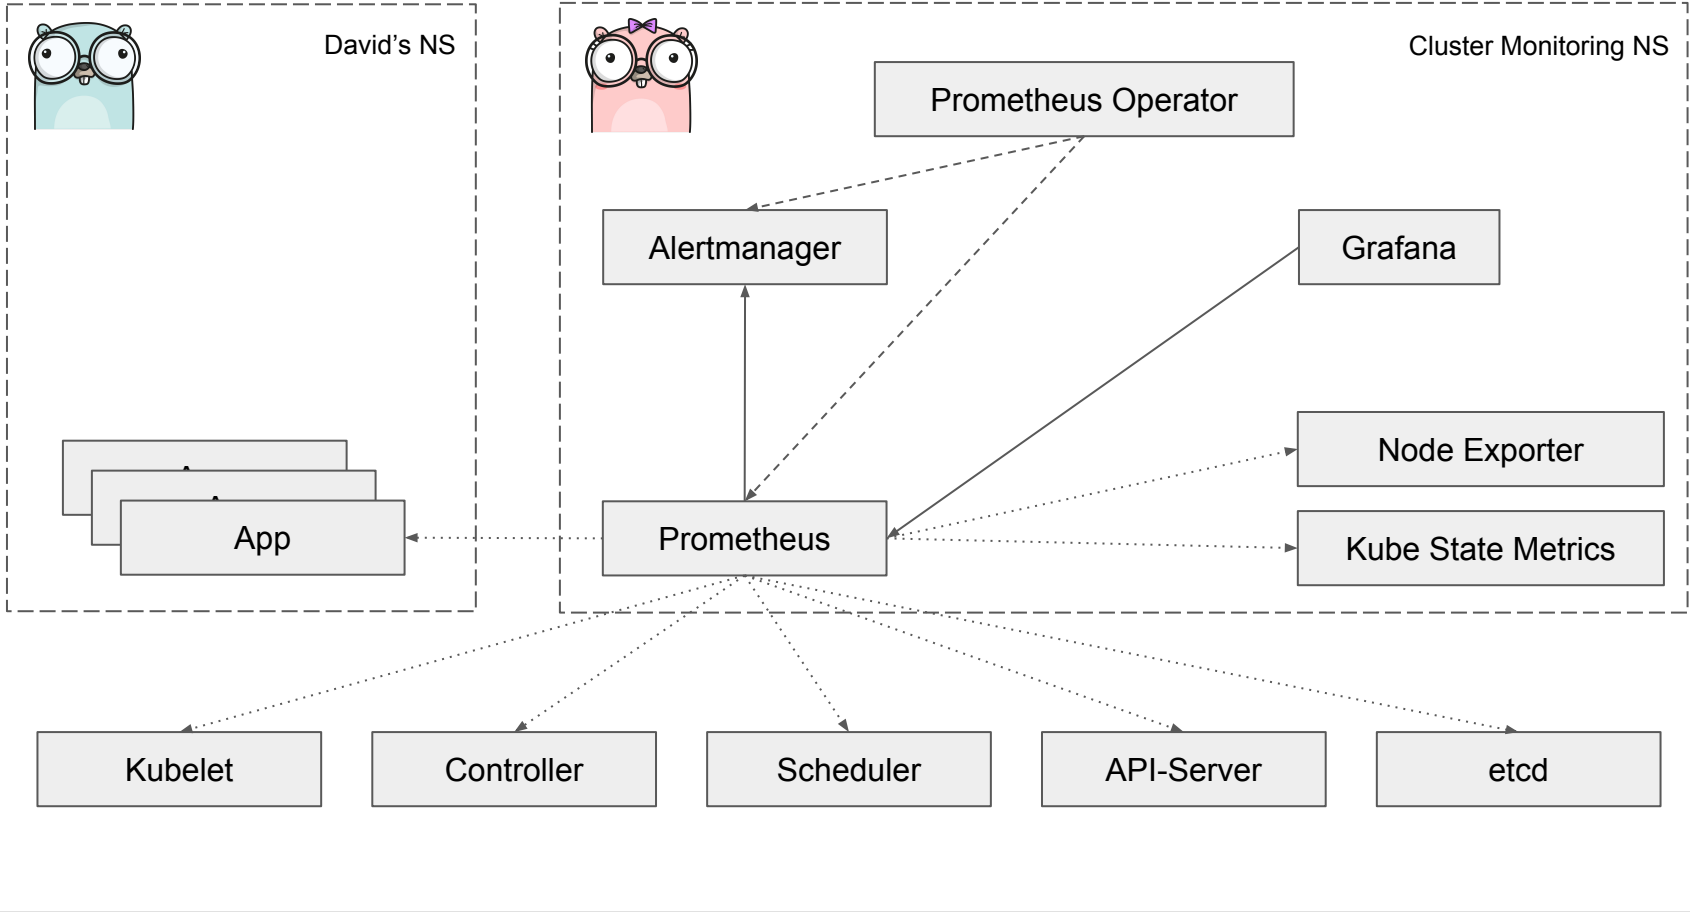 David’s NS
Cluster Monitoring NS
Prometheus Operator
Alertmanager
Grafana
Node Exporter
App
Prometheus
Kube State Metrics
Kubelet
Controller
Scheduler
API-Server
etcd